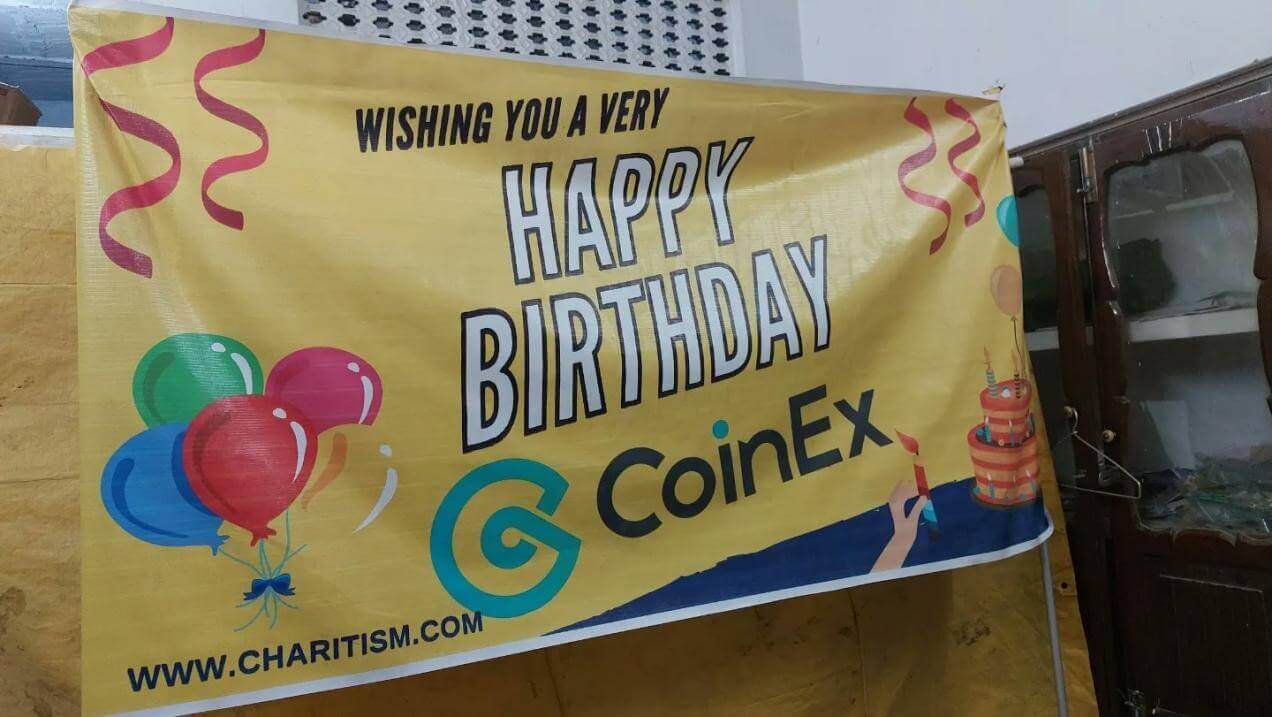 WISHING YOU A VERY
HAPPY
BIRTHDAY
CoinEx
WWW.CHARITISM.COM